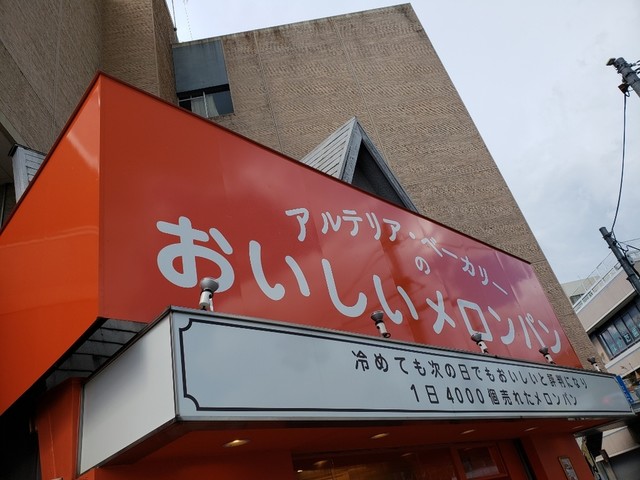 アルテリア・ベーカリー
の
おいしいメロンパン
冷めても次の日でもおいしいと評判になり
1日4000個売れたメロンパン